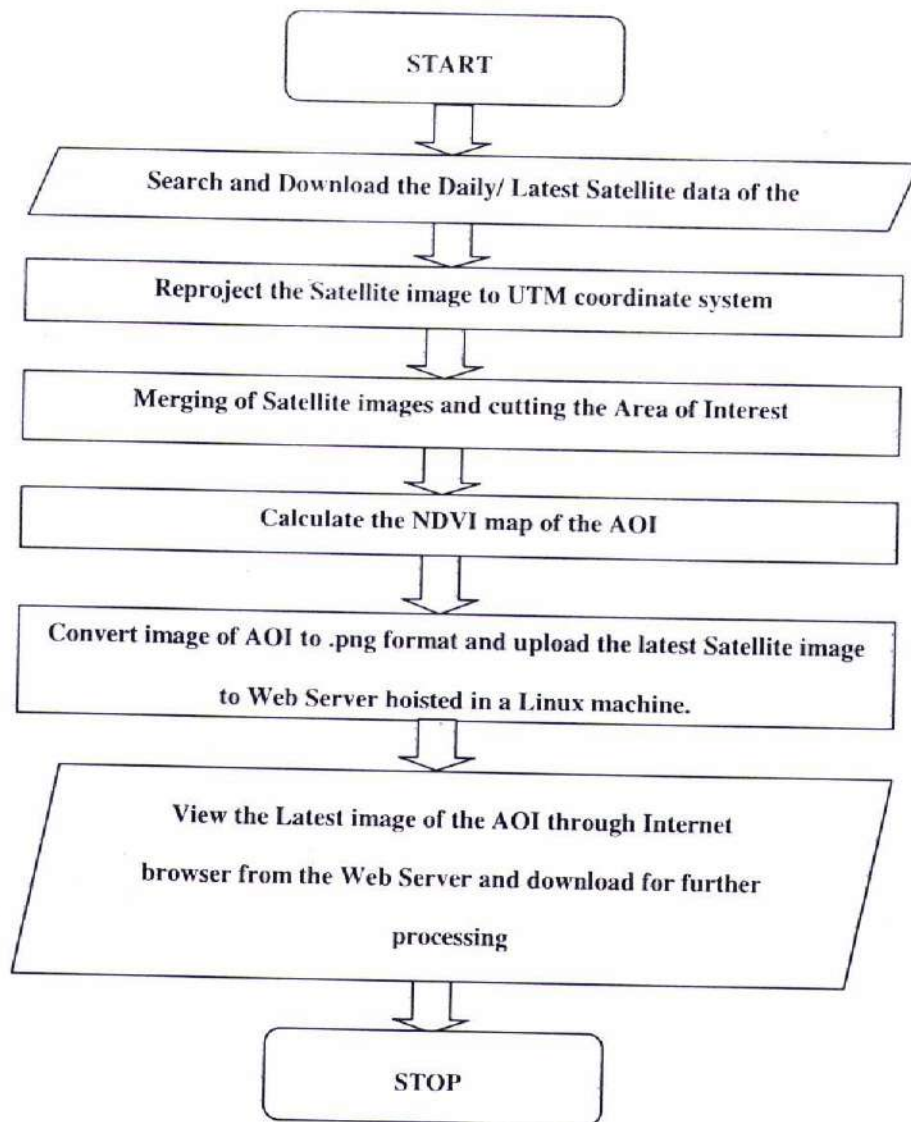 START
Search and Download the Daily/ Latest Satellite data of the
Reproject the Satellite image to UTM coordinate system
Merging of Satellite images and cutting the Area of Interest
Calculate the NDVI map of the AOI
Convert image of AOI to .png format and upload the latest Satellite image
to Web Server hoisted in a Linux machine.
View the Latest image of the AOI through Internet
browser from the Web Server and download for further
processing
STOP